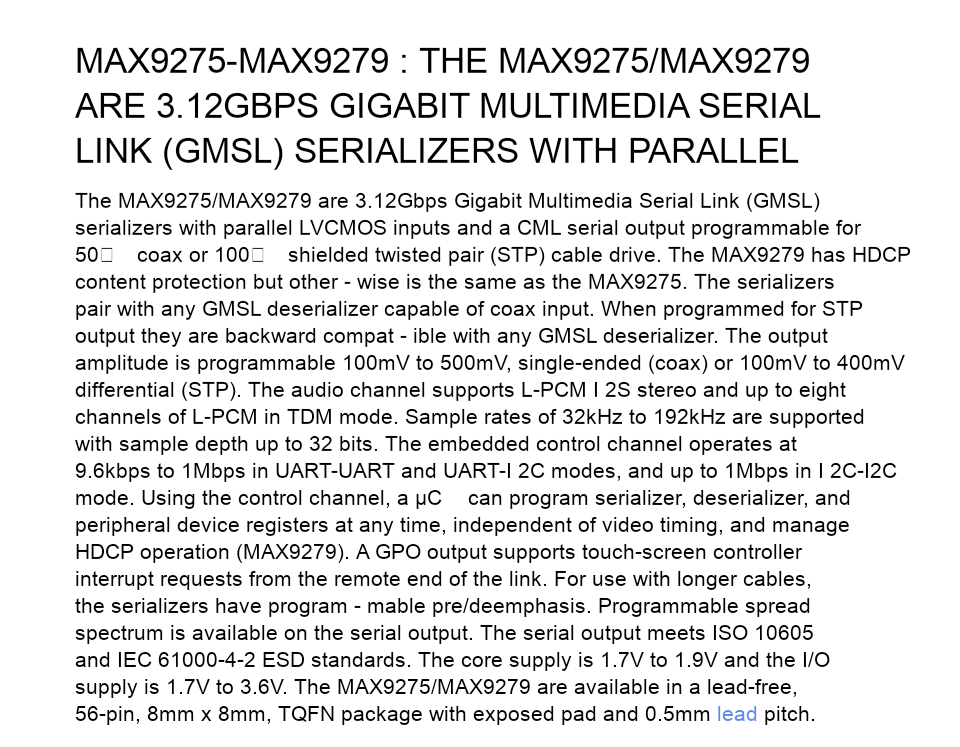 MAX9275-MAX9279 : THE MAX9275/MAX9279
ARE 3.12GBPS GIGABIT MULTIMEDIA SERIAL
LINK (GMSL) SERIALIZERS WITH PARALLEL
The MAX9275/MAX9279 are 3.12Gbps Gigabit Multimedia Serial Link (GMSL)
serializers with parallel LVCMOS inputs and a CML serial output programmable for
50 coax or 100 shielded twisted pair (STP) cable drive. The MAX9279 has HDCP
content protection but other - wise is the same as the MAX9275. The serializers
pair with any GMSL deserializer capable of coax input. When programmed for STP
output they are backward compat - ible with any GMSL deserializer. The output
amplitude is programmable 100mV to 500mV, single-ended (coax) or 100mV to 400mV
differential (STP). The audio channel supports L-PCM I 2S stereo and up to eight
channels of L-PCM in TDM mode. Sample rates of 32kHz to 192kHz are supported
with sample depth up to 32 bits. The embedded control channel operates at
9.6kbps to 1Mbps in UART-UART and UART-I 2C modes, and up to 1Mbps in I 2C-I2C
mode. Using the control channel, a µC can program serializer, deserializer, and
peripheral device registers at any time, independent of video timing, and manage
HDCP operation (MAX9279). A GPO output supports touch-screen controller
interrupt requests from the remote end of the link. For use with longer cables,
the serializers have program - mable pre/deemphasis. Programmable spread
spectrum is available on the serial output. The serial output meets ISO 10605
and IEC 61000-4-2 ESD standards. The core supply is 1.7V to 1.9V and the I/O
supply is 1.7V to 3.6V. The MAX9275/MAX9279 are available in a lead-free,
56-pin, 8mm x 8mm, TQFN package with exposed pad and 0.5mm lead pitch.